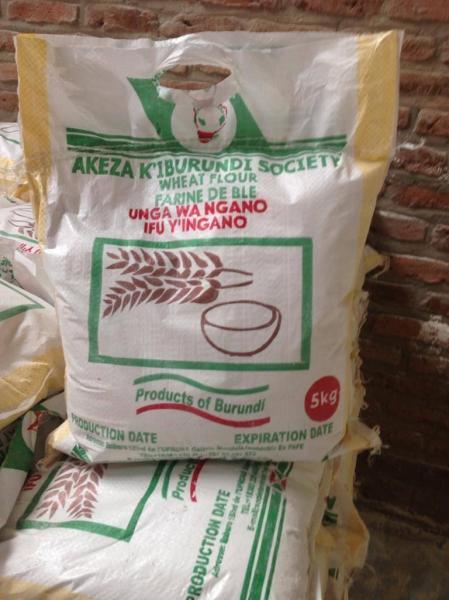 AKEZA K'IBURUNDI SOCIETY
WHEAT FLOUR
FARINE DE BLE
UNGA WA NGANO
IFU Y'INGANO
Products of Burundi
5kg
PRODUCTION DATE
EXPIRATION DATE
PRODUCTION DATE